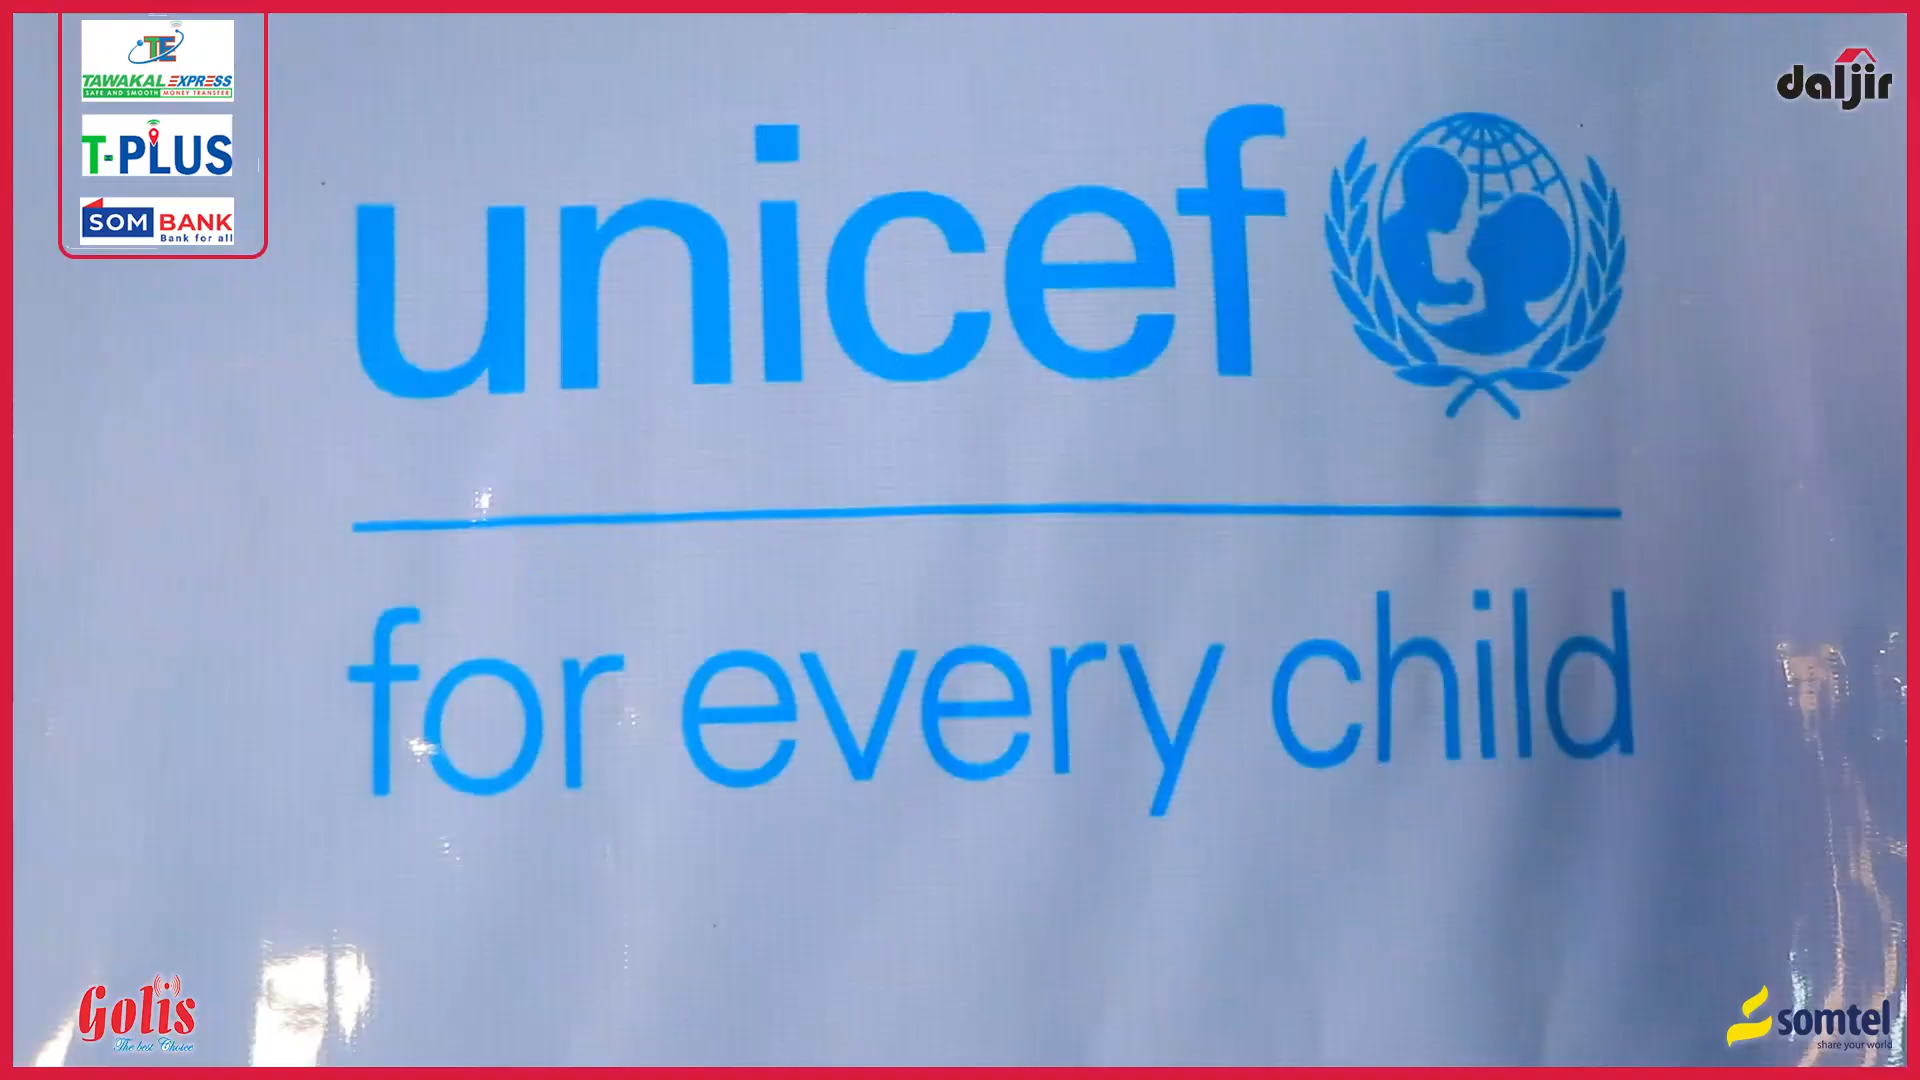 TE
TAWAKAL EXPRESS
SAFE AND SMOOTH MONEY TRANSFER
T-PLUS
SOM BANK
Bank for all
daljir
unicef
for every child
Golis
The best Choice
somtel
share your world